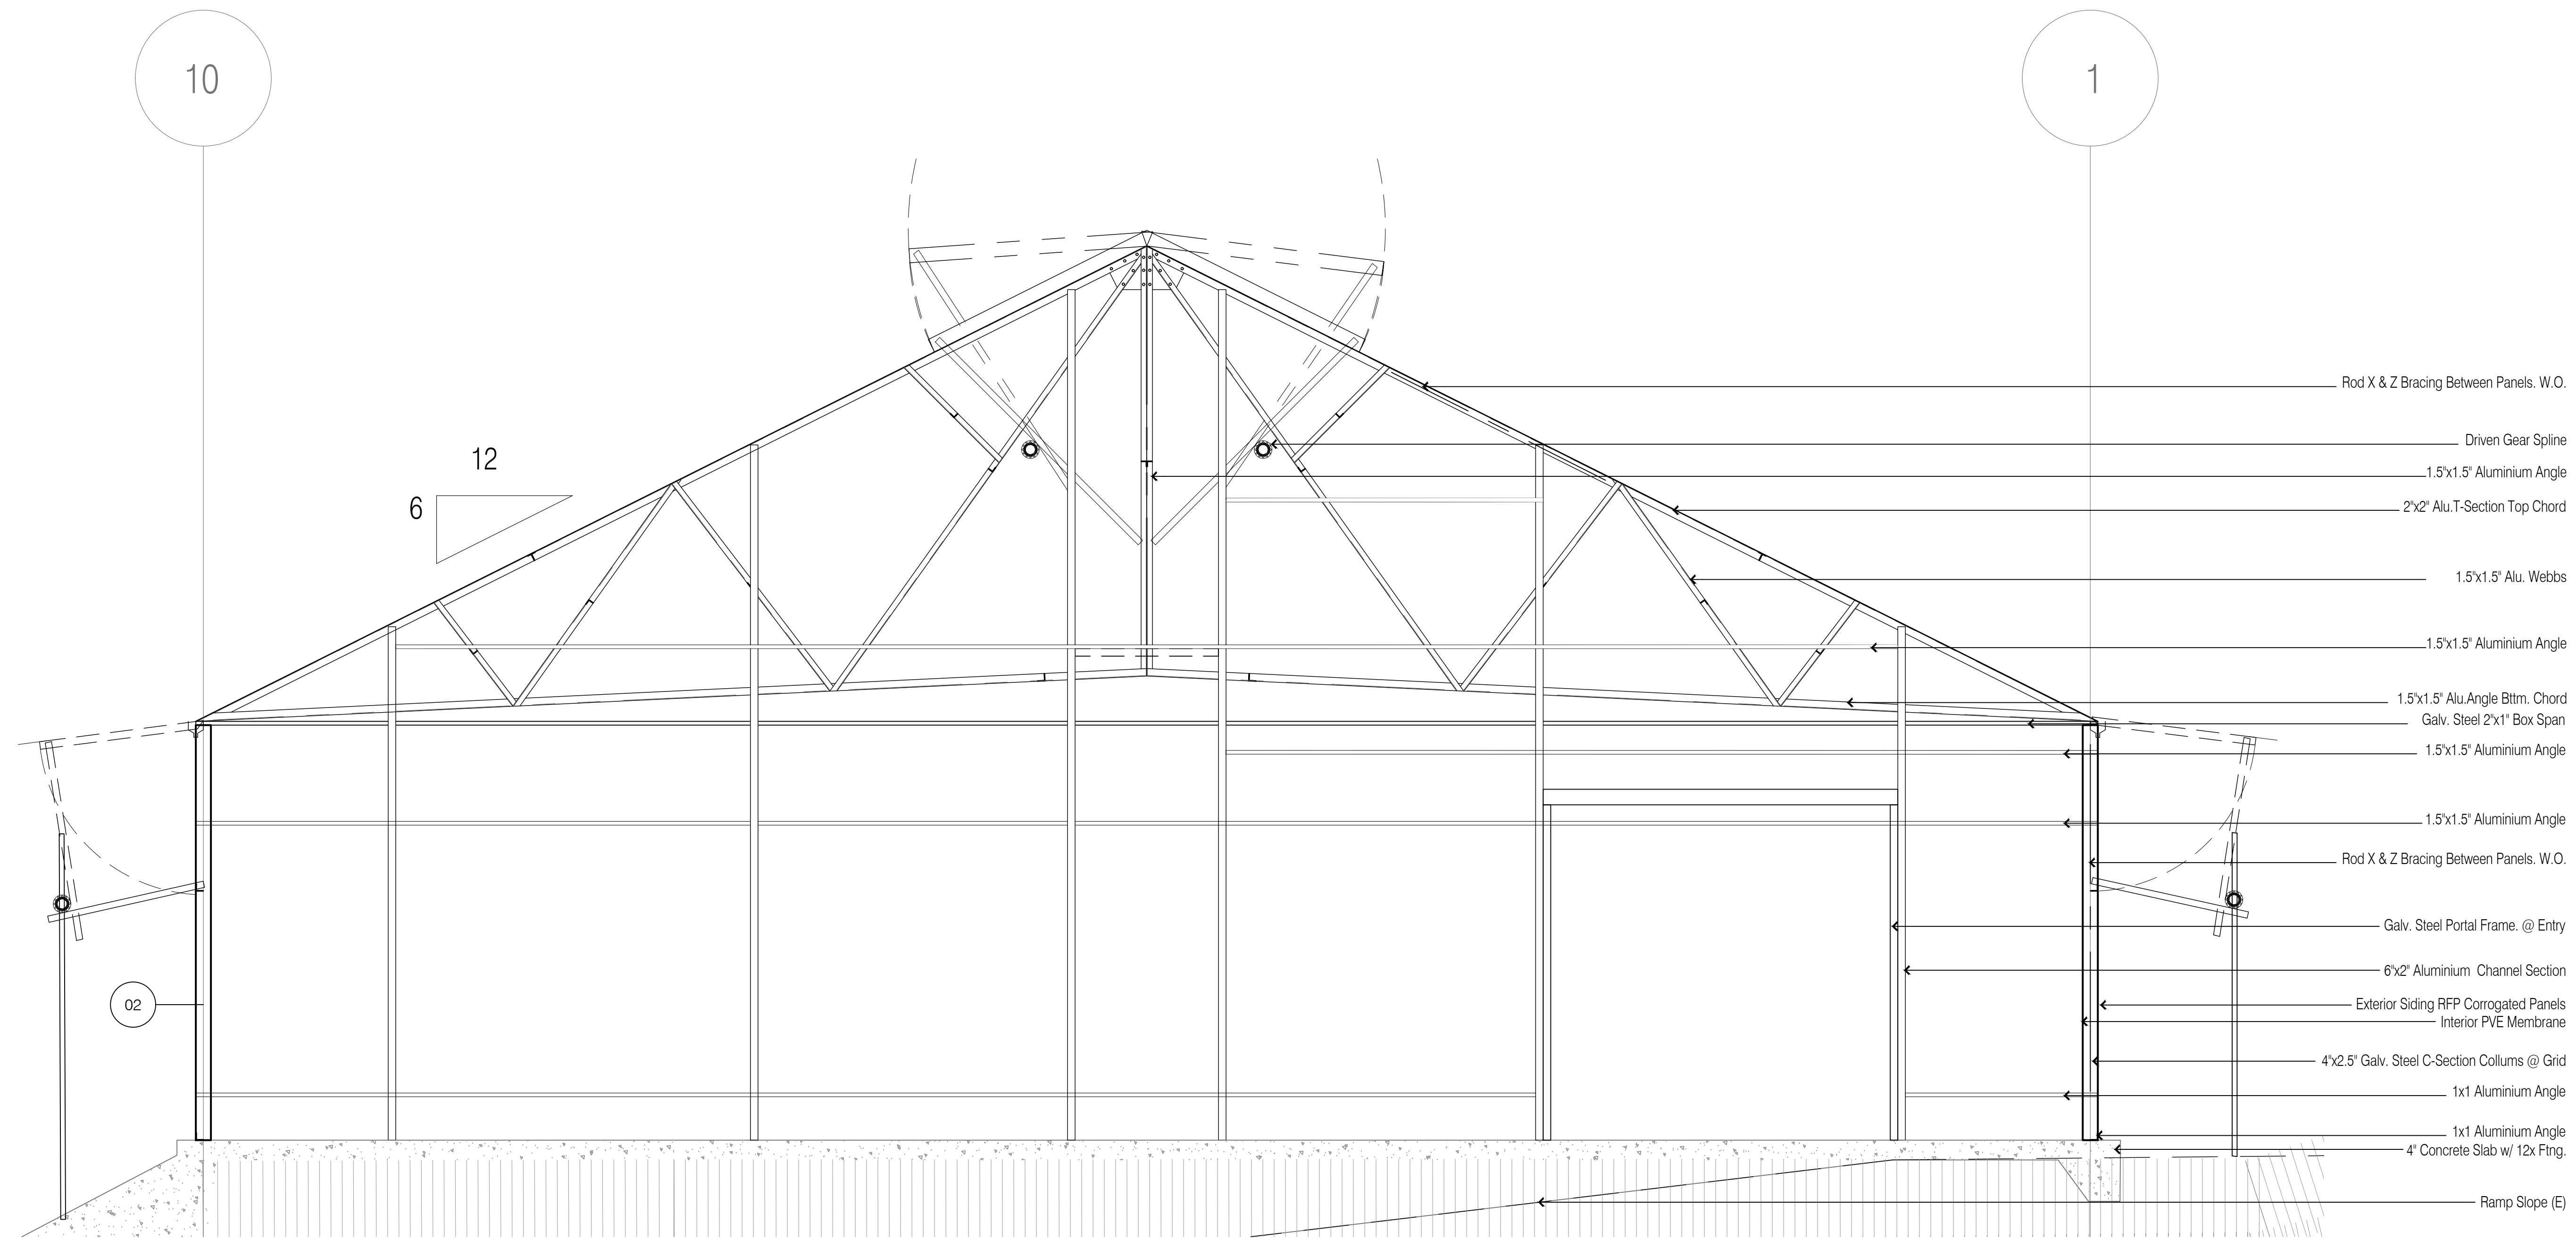 10
1
12
6
02
Rod X & Z Bracing Between Panels. W.O.
Driven Gear Spline
1.5"x1.5" Aluminium Angle
2"x2" Alu.T-Section Top Chord
1.5"x1.5" Alu. Webbs
1.5"x1.5" Aluminium Angle
1.5"x1.5" Alu.Angle Bttm. Chord
Galv. Steel 2"x1" Box Span
1.5"x1.5" Aluminium Angle
1.5"x1.5" Aluminium Angle
Rod X & Z Bracing Between Panels. W.O.
Galv. Steel Portal Frame. @ Entry
6"x2" Aluminium Channel Section
Exterior Siding RFP Corrogated Panels
Interior PVE Membrane
4"x2.5" Galv. Steel C-Section Collums @ Grid
1x1 Aluminium Angle
1x1 Aluminium Angle
4" Concrete Slab w/ 12x Ftng.
Ramp Slope (E)